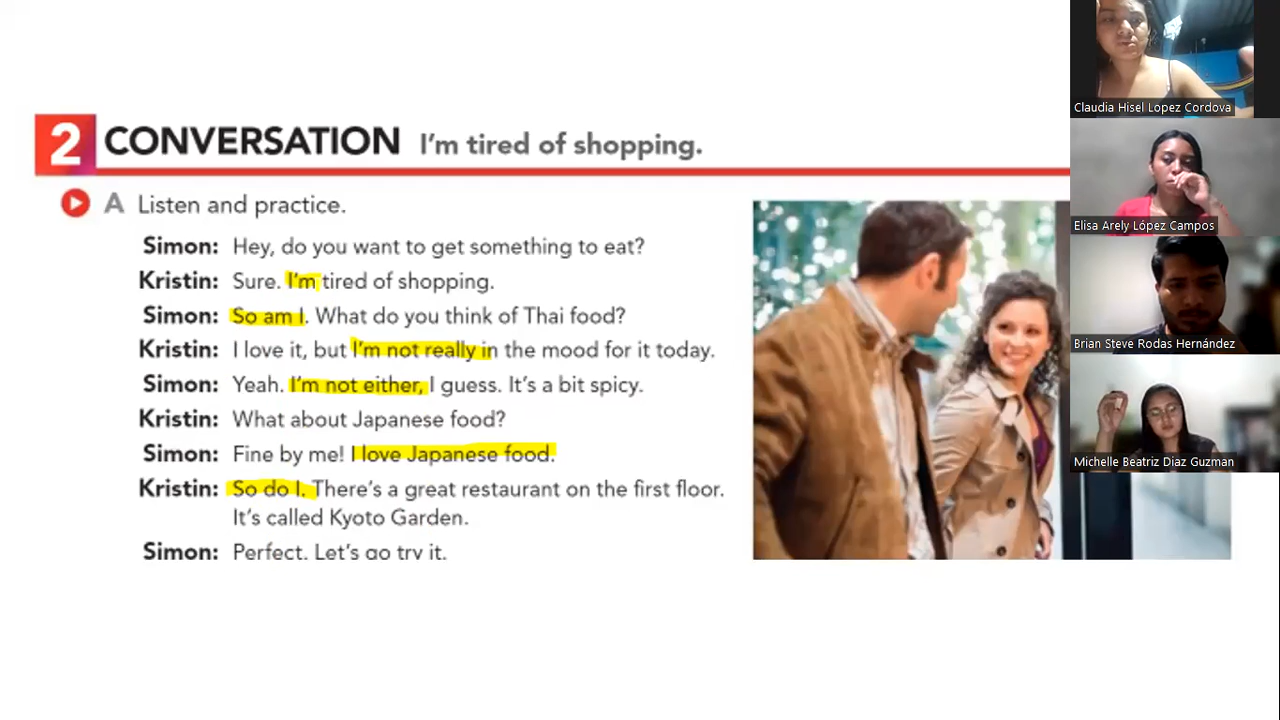 2 CONVERSATION I'm tired of shopping.
A Listen and practice.
Simon: Hey, do you want to get something to eat?
Kristin: Sure. I'm tired of shopping.
Simon: So am I. What do you think of Thai food?
Kristin: I love it, but I'm not really in the mood for it today.
Simon: Yeah. I'm not either, I guess. It's a bit spicy.
Kristin: What about Japanese food?
Simon: Fine by me! I love Japanese food.
Kristin: So do I. There's a great restaurant on the first floor.
It's called Kyoto Garden.
Simon: Perfect. Let's go try it.
Claudia Hisel Lopez Cordova
Elisa Arely López Campos
Brian Steve Rodas Hernández
Michelle Beatriz Diaz Guzman